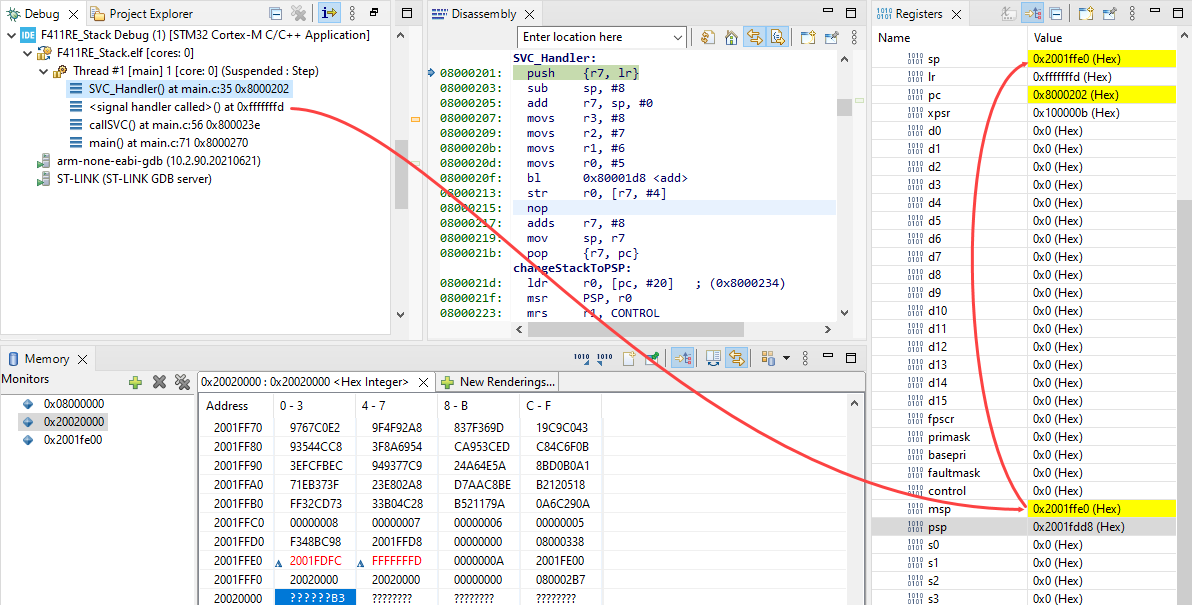 Debug
Project Explorer
F411RE_Stack Debug (1) [STM32 Cortex-M C/C++ Application]
F411RE_Stack.elf [cores: 0]
Thread #1 [main] 1 [core: 0] (Suspended : Step)
SVC_Handler() at main.c:35 0x8000202
<signal handler called>() at 0xfffffffd
callSVC() at main.c:56 0x800023e
main() at main.c:71 0x8000270
arm-none-eabi-gdb (10.2.90.20210621)
ST-LINK (ST-LINK GDB server)
Disassembly
Enter location here
SVC_Handler:
08000201: push {r7, lr}
08000203: sub sp, #8
08000205: add r7, sp, #0
08000207: movs r3, #8
08000209: movs r2, #7
0800020b: movs r1, #6
0800020d: movs r0, #5
0800020f: bl 0x80001d8 <add>
08000213: str r0, [r7, #4]
08000215: nop
08000217: adds r7, #8
08000219: mov sp, r7
0800021b: pop {r7, pc}
changeStackToPSP:
0800021d: ldr r0, [pc, #20] ; (0x8000234)
0800021f: msr PSP, r0
08000223: mrs r1, CONTROL
Registers
Name Value
sp 0x2001ffe0 (Hex)
lr 0xfffffffd (Hex)
pc 0x8000202 (Hex)
xpsr 0x100000b (Hex)
d0 0x0 (Hex)
d1 0x0 (Hex)
d2 0x0 (Hex)
d3 0x0 (Hex)
d4 0x0 (Hex)
d5 0x0 (Hex)
d6 0x0 (Hex)
d7 0x0 (Hex)
d8 0x0 (Hex)
d9 0x0 (Hex)
d10 0x0 (Hex)
d11 0x0 (Hex)
d12 0x0 (Hex)
d13 0x0 (Hex)
d14 0x0 (Hex)
d15 0x0 (Hex)
fpscr 0x0 (Hex)
primask 0x0 (Hex)
basepri 0x0 (Hex)
faultmask 0x0 (Hex)
control 0x0 (Hex)
msp 0x2001ffe0 (Hex)
psp 0x2001fdd8 (Hex)
s0 0x0 (Hex)
s1 0x0 (Hex)
s2 0x0 (Hex)
s3 0x0 (Hex)
Memory
Monitors
0x08000000
0x20020000
0x2001fe00
0x20020000 : 0x20020000 <Hex Integer>
New Renderings...
Address 0 - 3 4 - 7 8 - B C - F
2001FF70 9767C0E2 9F4F92A8 837F369D 19C9C043
2001FF80 93544CC8 3F8A6954 CA953CED C84C6F0B
2001FF90 3EFCFBEC 949377C9 24A64E5A 8BD0B0A1
2001FFA0 71EB373F 23E802A8 D7AAC8BE B2120518
2001FFB0 FF32CD73 33B04C28 B521179A 0A6C290A
2001FFC0 00000008 00000007 00000006 00000005
2001FFD0 F348BC98 2001FFD8 00000000 08000338
2001FFE0 2001FDFC FFFFFFFD 0000000A 2001FE00
2001FFF0 20020000 20020000 00000000 080002B7
20020000 ??????B3 ???????? ???????? ????????